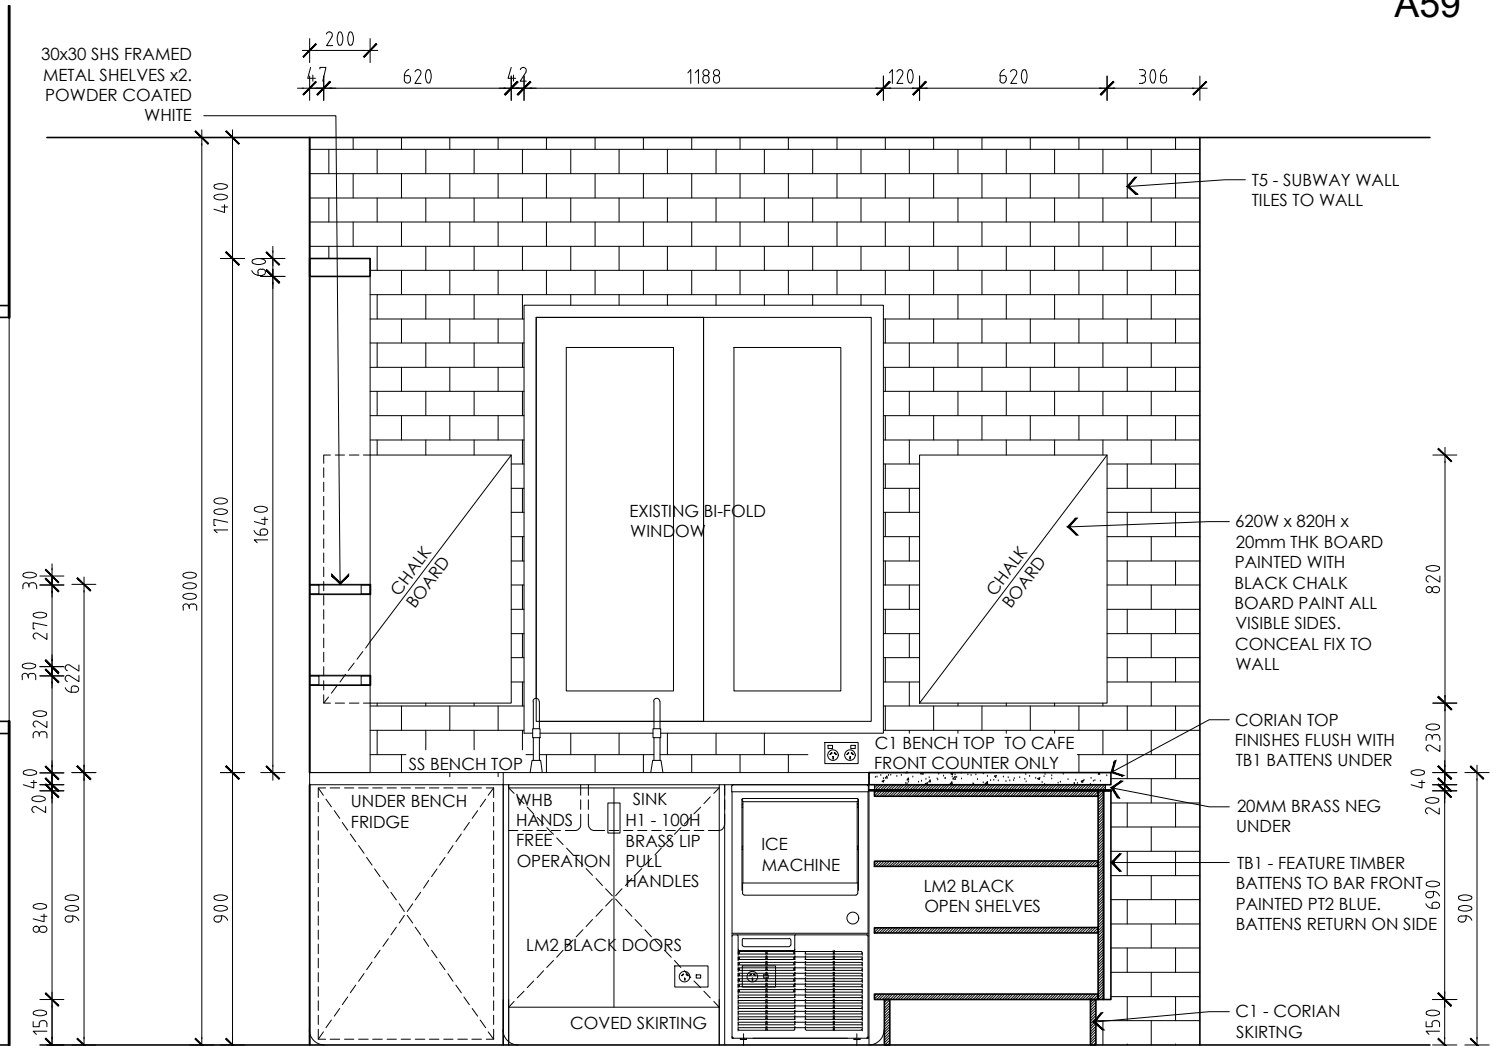 A59
200
47
620
42
1188
120
620
306
30x30 SHS FRAMED
METAL SHELVES x2.
POWDER COATED
WHITE
T5 - SUBWAY WALL
TILES TO WALL
400
60
3000
1700
1640
30
270
30
622
320
40
20
840
900
150
900
EXISTING BI-FOLD
WINDOW
CHALK
BOARD
CHALK
BOARD
620W x 820H x
20mm THK BOARD
PAINTED WITH
BLACK CHALK
BOARD PAINT ALL
VISIBLE SIDES.
CONCEAL FIX TO
WALL
820
230
40
20
690
900
150
CORIAN TOP
FINISHES FLUSH WITH
TB1 BATTENS UNDER
20MM BRASS NEG
UNDER
TB1 - FEATURE TIMBER
BATTENS TO BAR FRONT
PAINTED PT2 BLUE.
BATTENS RETURN ON SIDE
C1 - CORIAN
SKIRTNG
SS BENCH TOP
C1 BENCH TOP TO CAFE
FRONT COUNTER ONLY
UNDER BENCH
FRIDGE
WHB
HANDS
FREE
OPERATION
SINK
H1 - 100H
BRASS LIP
PULL
HANDLES
ICE
MACHINE
LM2 BLACK
OPEN SHELVES
LM2 BLACK DOORS
COVED SKIRTING